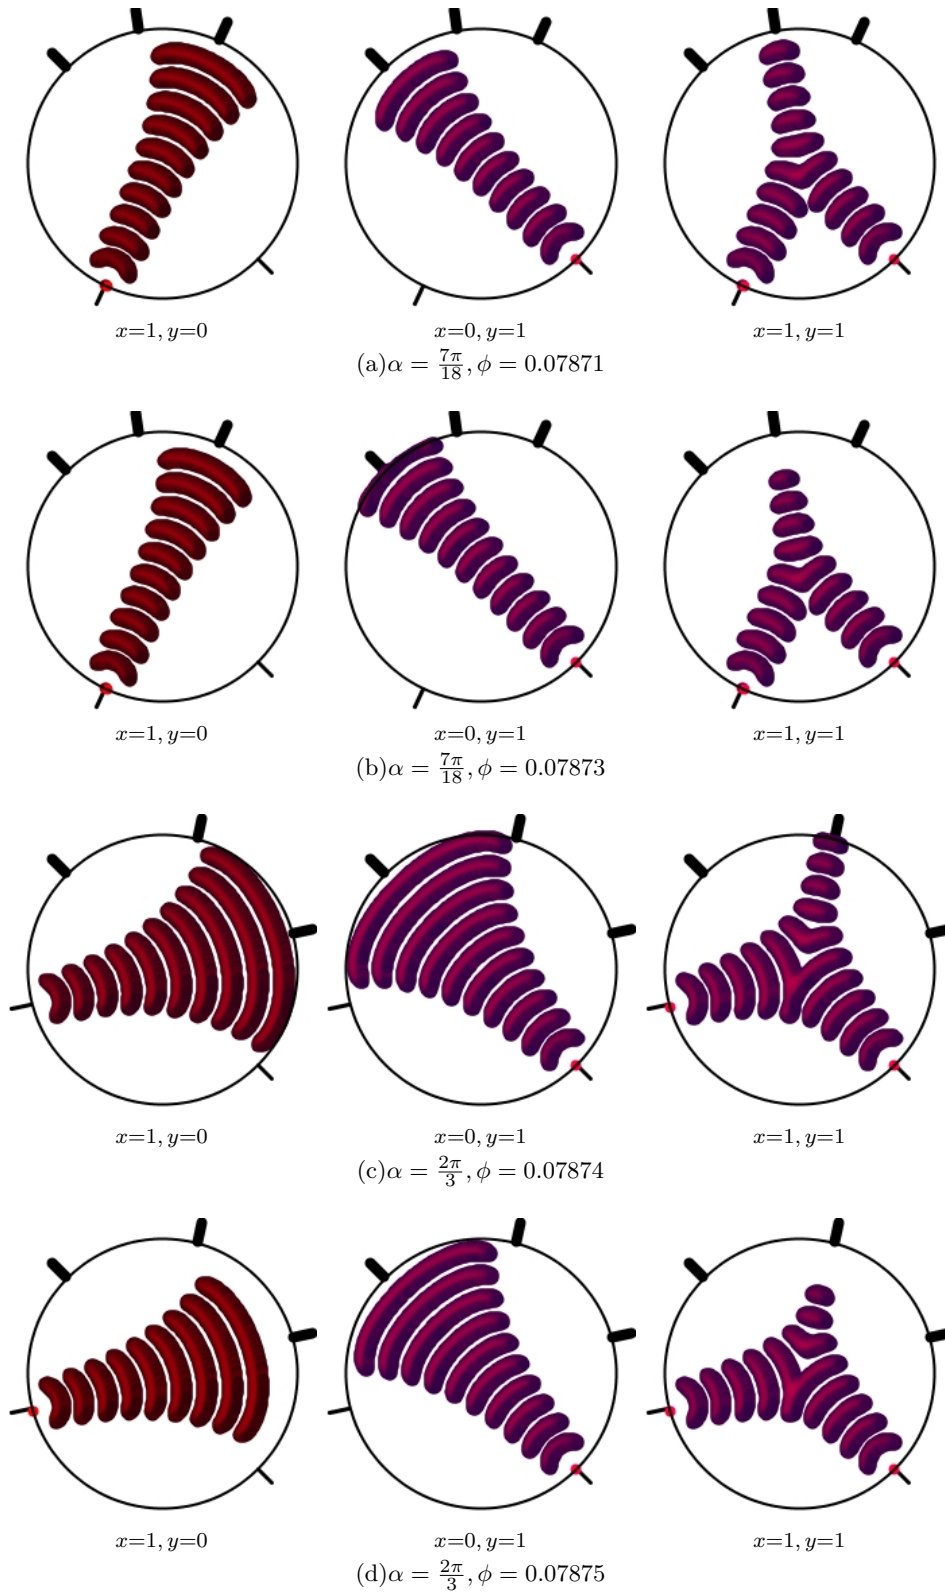 x=1, y=0 x=0, y=1 x=1, y=1
(a)α = 7π/18, ϕ = 0.07871
x=1, y=0 x=0, y=1 x=1, y=1
(b)α = 7π/18, ϕ = 0.07873
x=1, y=0 x=0, y=1 x=1, y=1
(c)α = 2π/3, ϕ = 0.07874
x=1, y=0 x=0, y=1 x=1, y=1
(d)α = 2π/3, ϕ = 0.07875